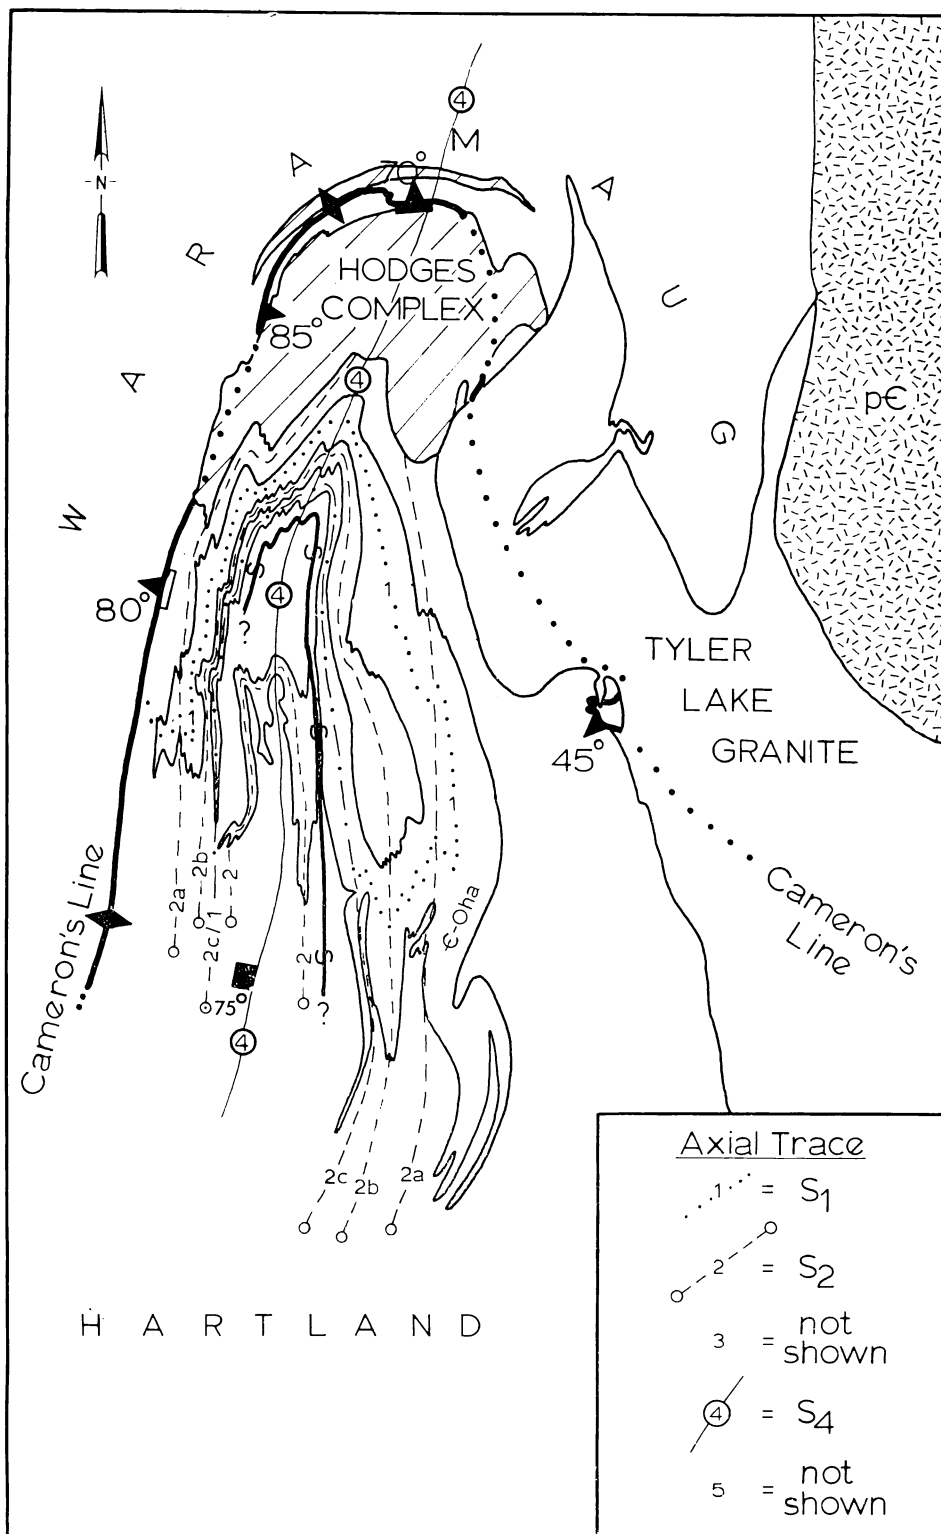 4
M
A
70°
A
R
-N-
HODGES
COMPLEX
U
85°
A
4
p∈
G
W
S
S
80°
4
1
?
TYLER
LAKE
GRANITE
1
S
45°
1
Cameron's Line
2a
2b
2c/1
2
∈-Oha
Cameron's
Line
2
S
75°
?
4
2c
2b
2a
HARTLAND
Axial Trace
1 = S1
2 = S2
3 = not
shown
4 = S4
5 = not
shown